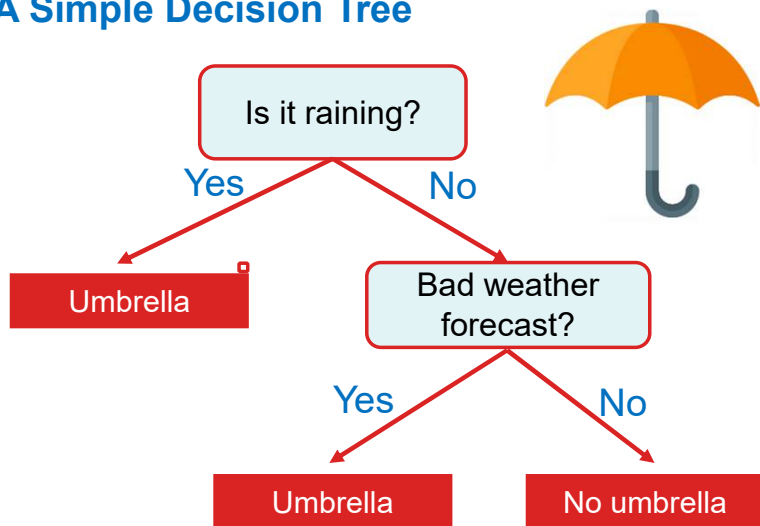 A Simple Decision Tree
Is it raining?
Yes
No
Umbrella
Bad weather
forecast?
Yes
No
Umbrella
No umbrella